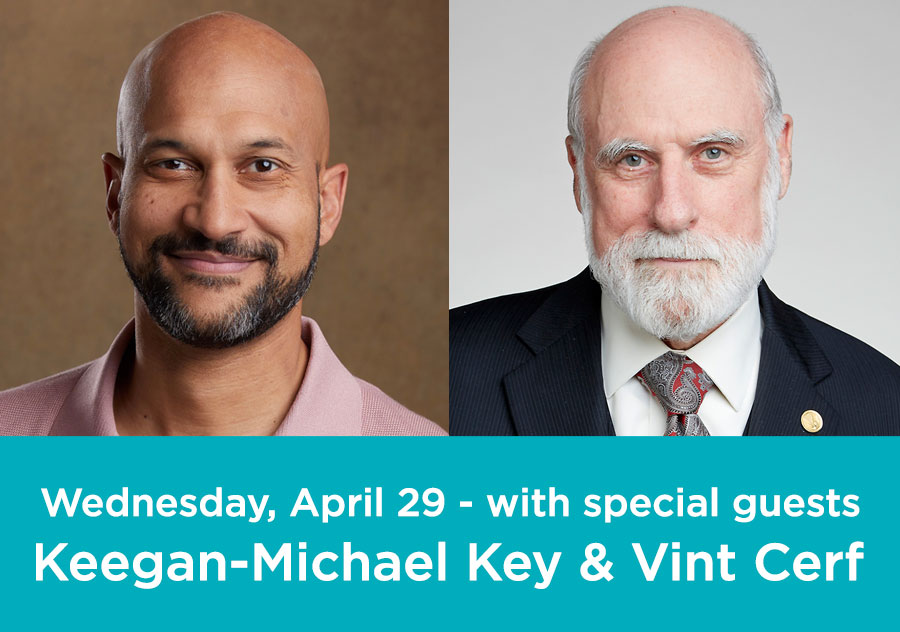 Wednesday, April 29 - with special guests
Keegan-Michael Key & Vint Cerf